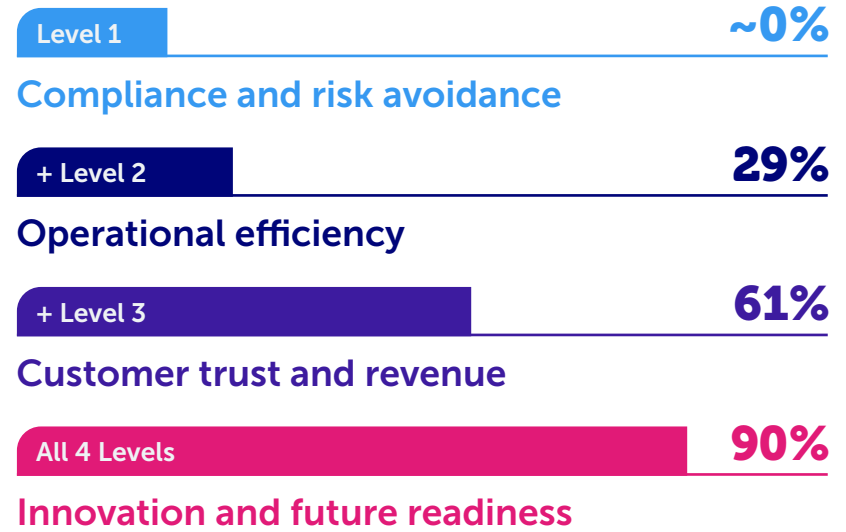 Level 1
~0%
Compliance and risk avoidance
+ Level 2
29%
Operational efficiency
+ Level 3
61%
Customer trust and revenue
All 4 Levels
90%
Innovation and future readiness